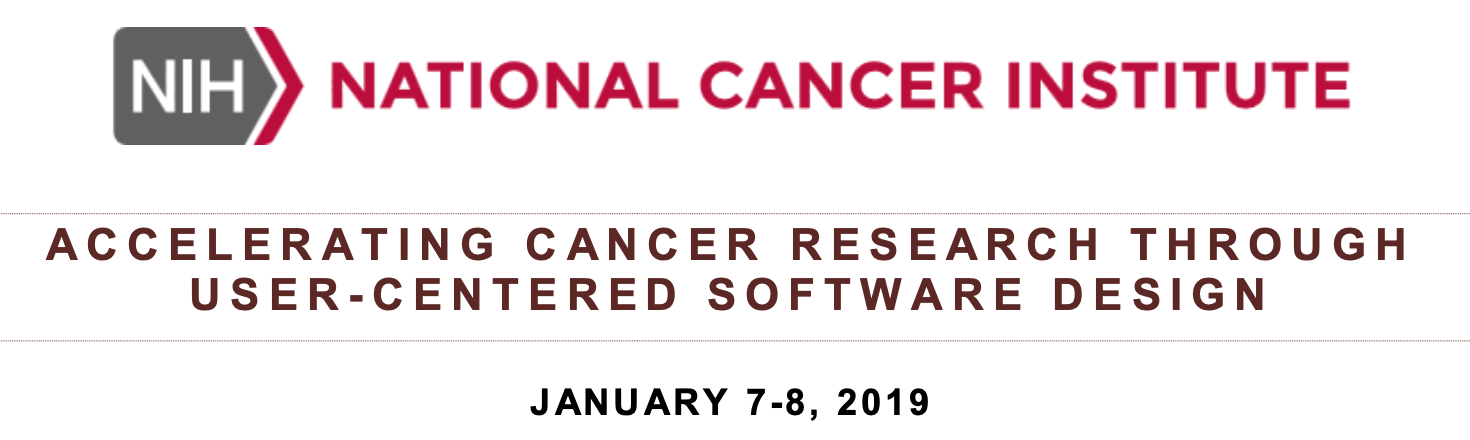 NIH NATIONAL CANCER INSTITUTE
ACCELERATING CANCER RESEARCH THROUGH
USER-CENTERED SOFTWARE DESIGN
JANUARY 7-8, 2019